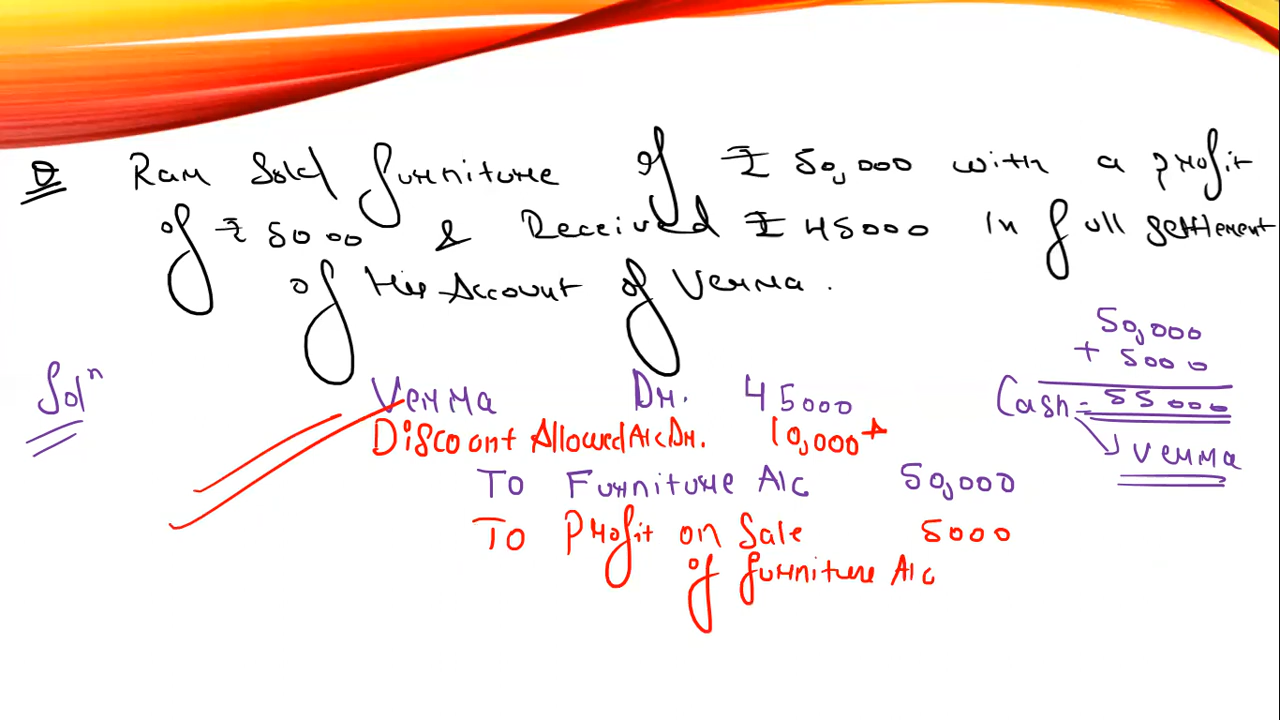 Q Ram Sold furniture of ₹ 50,000 with a profit
of ₹ 5000 & Received ₹ 45000 In full settlement
of His Account of Verma.
50,000
+ 5000
Solⁿ Verma Dr. 45000 Cash = 55000
Discount Allowed A/c Dr. 10,000+
Verma
To Furniture A/c 50,000
To Profit on Sale 5000
of furniture A/c